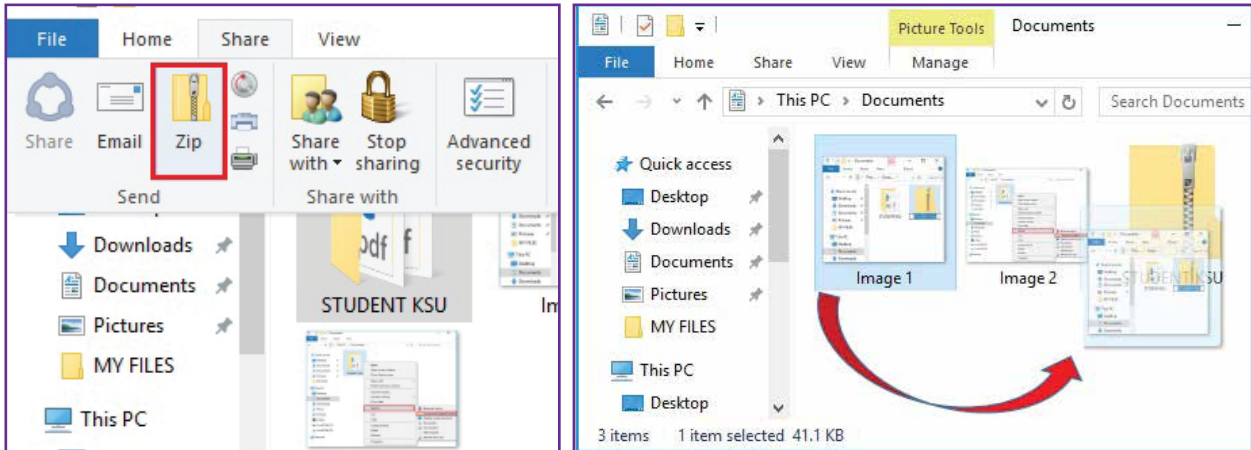 File Home Share View
Share Email Zip Share with Stop sharing Advanced security
Send Share with
Downloads
Documents
pdf f
Pictures
STUDENT KSU Im
MY FILES
This PC
Picture Tools Documents
File Home Share View Manage
This PC > Documents Search Documents
Quick access
Desktop
Downloads
Documents
Image 1 Image 2 STUDENT KSU
Pictures
MY FILES
This PC
Desktop
3 items 1 item selected 41.1 KB